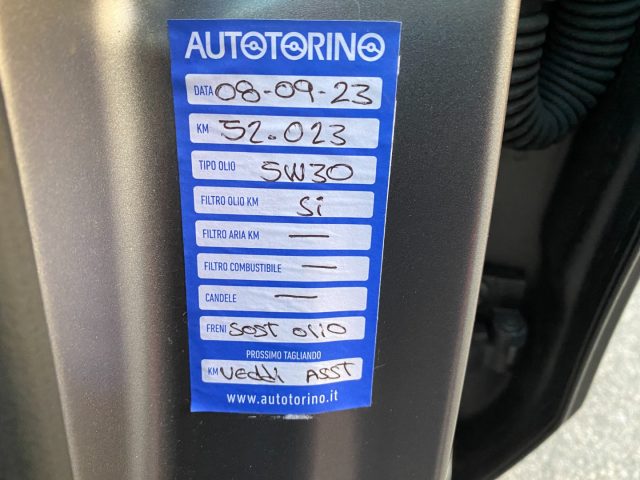 AUTOTORINO
DATA 08-09-23
KM 52.023
TIPO OLIO 5W30
FILTRO OLIO KM Si
FILTRO ARIA KM —
FILTRO COMBUSTIBILE —
CANDELE —
FRENI SOST OLIO
PROSSIMO TAGLIANDO
KM Veddi ASST
www.autotorino.it